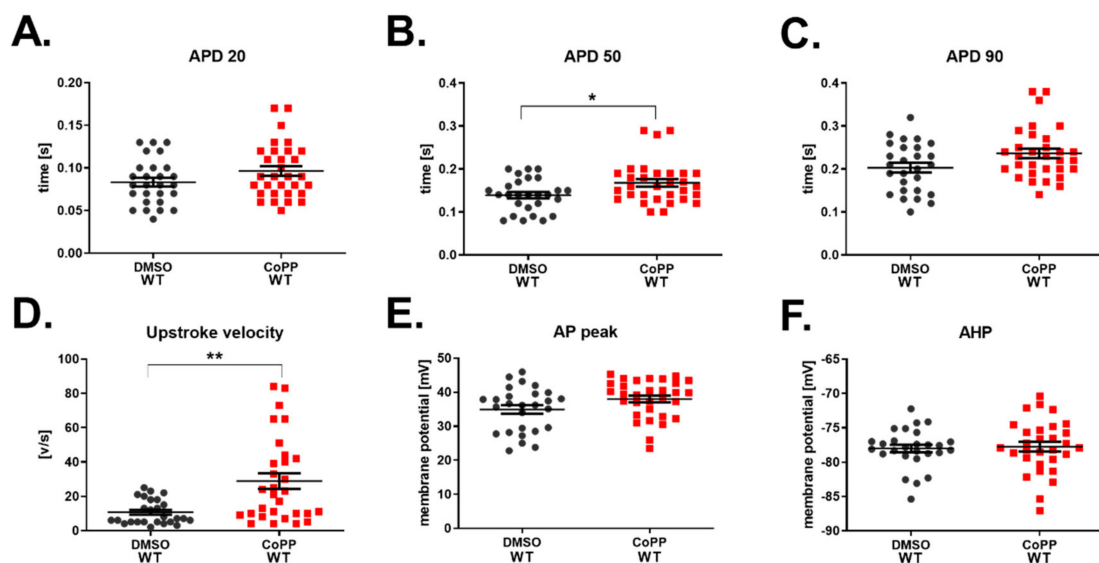 A.
APD 20
time [s]
0.20
0.15
0.10
0.05
0.00
DMSO
WT
CoPP
WT
B.
APD 50
*
time [s]
0.4
0.3
0.2
0.1
0.0
DMSO
WT
CoPP
WT
C.
APD 90
time [s]
0.4
0.3
0.2
0.1
0.0
DMSO
WT
CoPP
WT
D.
Upstroke velocity
**
[v/s]
100
80
60
40
20
0
DMSO
WT
CoPP
WT
E.
AP peak
membrane potential [mV]
50
40
30
20
10
0
DMSO
WT
CoPP
WT
F.
AHP
membrane potential [mV]
-65
-70
-75
-80
-85
-90
DMSO
WT
CoPP
WT